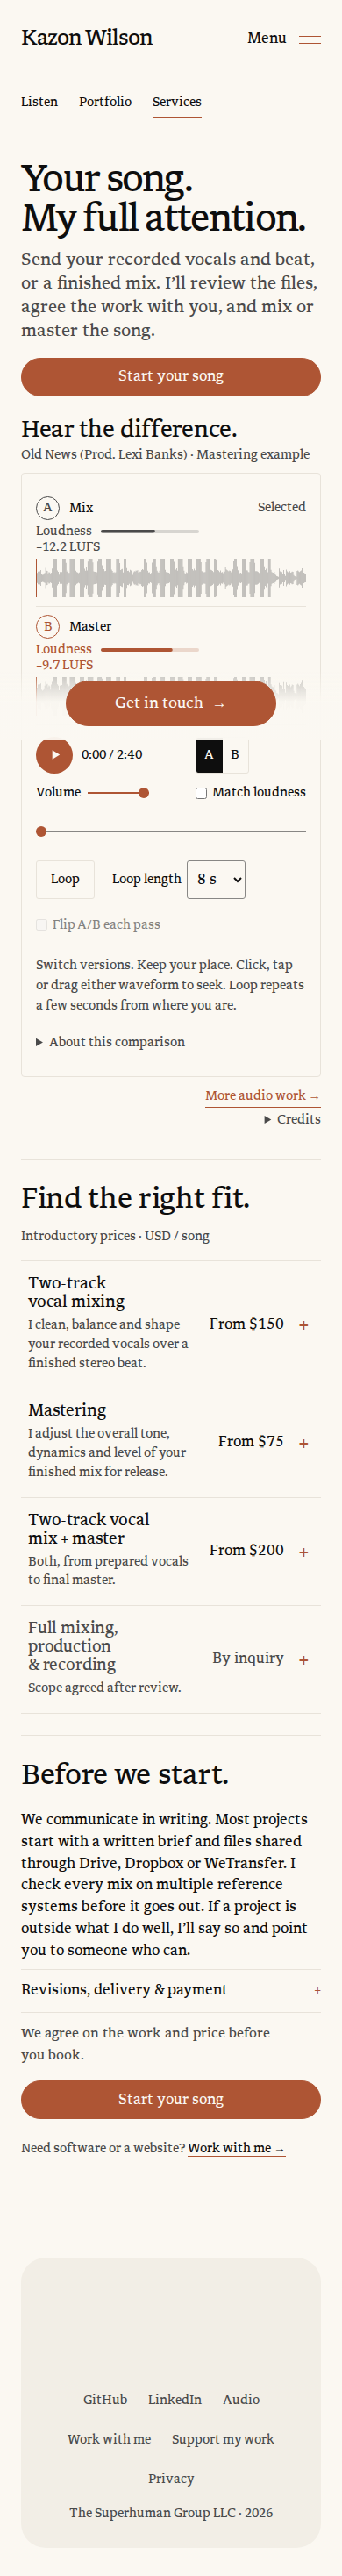 Kazon Wilson
Menu
Listen Portfolio Services
Your song.
My full attention.
Send your recorded vocals and beat,
or a finished mix. I’ll review the files,
agree the work with you, and mix or
master the song.
Start your song
Hear the difference.
Old News (Prod. Lexi Banks) · Mastering example
A Mix Selected
Loudness
−12.2 LUFS
B Master
Loudness
−9.7 LUFS
Get in touch →
0:00 / 2:40 A B
Volume Match loudness
Loop Loop length 8 s
Flip A/B each pass
Switch versions. Keep your place. Click, tap
or drag either waveform to seek. Loop repeats
a few seconds from where you are.
About this comparison
More audio work →
Credits
Find the right fit.
Introductory prices · USD / song
Two-track
vocal mixing
I clean, balance and shape
your recorded vocals over a
finished stereo beat.
From $150 +
Mastering
I adjust the overall tone,
dynamics and level of your
finished mix for release.
From $75 +
Two-track vocal
mix + master
Both, from prepared vocals
to final master.
From $200 +
Full mixing,
production
& recording
Scope agreed after review.
By inquiry +
Before we start.
We communicate in writing. Most projects
start with a written brief and files shared
through Drive, Dropbox or WeTransfer. I
check every mix on multiple reference
systems before it goes out. If a project is
outside what I do well, I’ll say so and point
you to someone who can.
Revisions, delivery & payment +
We agree on the work and price before
you book.
Start your song
Need software or a website? Work with me →
GitHub LinkedIn Audio
Work with me Support my work
Privacy
The Superhuman Group LLC · 2026